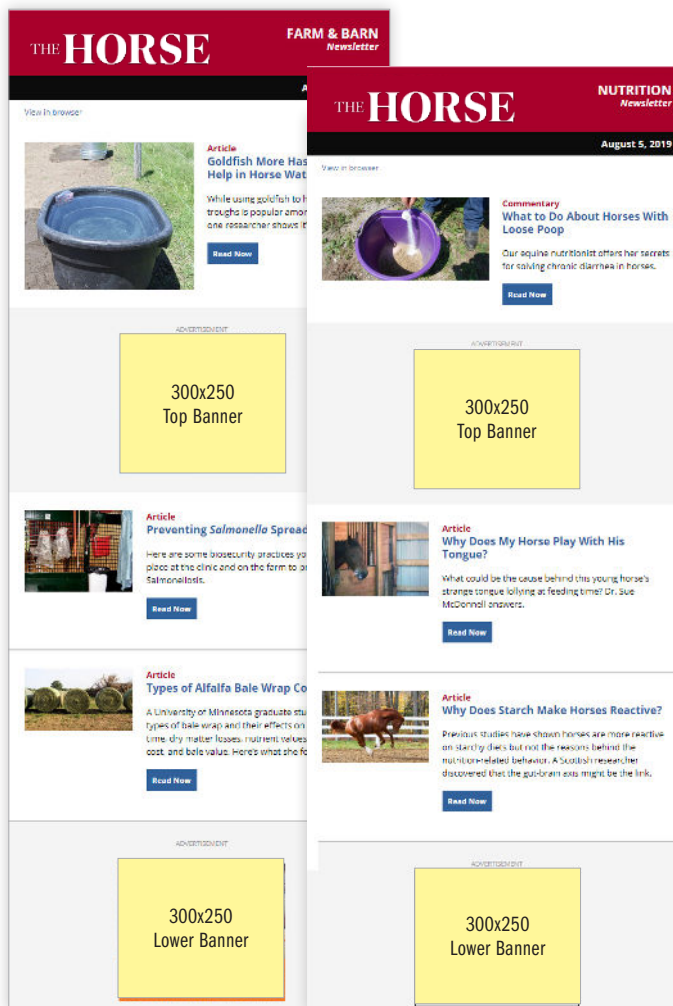 THE HORSE
FARM & BARN
Newsletter
A
View in browser
Article
Goldfish More Has
Help in Horse Wat
While using goldfish to h
troughs is popular amor
one researcher shows it
Read Now
ADVERTISEMENT
300x250
Top Banner
Article
Preventing Salmonella Spread
Here are some biosecurity practices yo
place at the clinic and on the farm to pr
Salmonellosis.
Read Now
Article
Types of Alfalfa Bale Wrap Co
A University of Minnesota graduate stu
types of bale wrap and their effects on
time, dry matter losses, nutrient values
cost, and bale value. Here's what she fo
Read Now
ADVERTISEMENT
300x250
Lower Banner
THE HORSE
NUTRITION
Newsletter
August 5, 2019
View in browser
Commentary
What to Do About Horses With
Loose Poop
Our equine nutritionist offers her secrets
for solving chronic diarrhea in horses.
Read Now
ADVERTISEMENT
300x250
Top Banner
Article
Why Does My Horse Play With His
Tongue?
What could be the cause behind this young horse's
strange tongue lollying at feeding time? Dr. Sue
McDonnell answers.
Read Now
Article
Why Does Starch Make Horses Reactive?
Previous studies have shown horses are more reactive
on starchy diets but not the reasons behind the
nutrition-related behavior. A Scottish researcher
discovered that the gut-brain axis might be the link.
Read Now
ADVERTISEMENT
300x250
Lower Banner